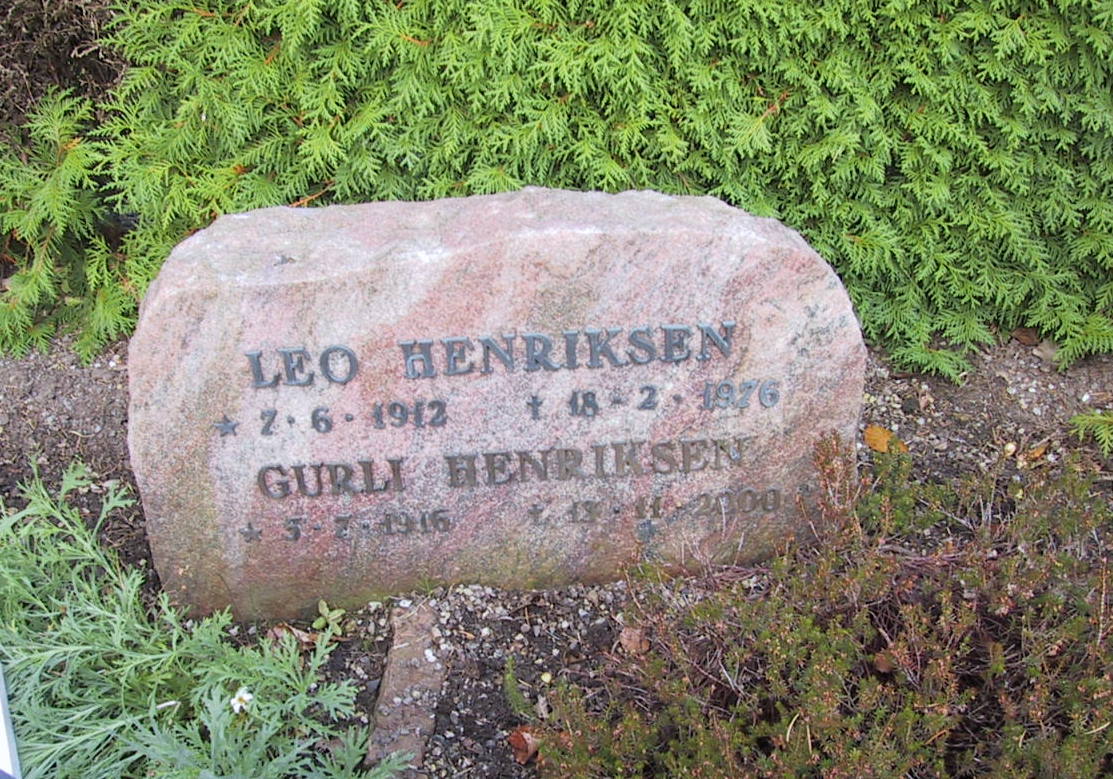 LEO HENRIKSEN
★ 7·6·1912 † 18-2·1976
GURLI HENRIKSEN
★ 5-7·1916 † 13·11·2000